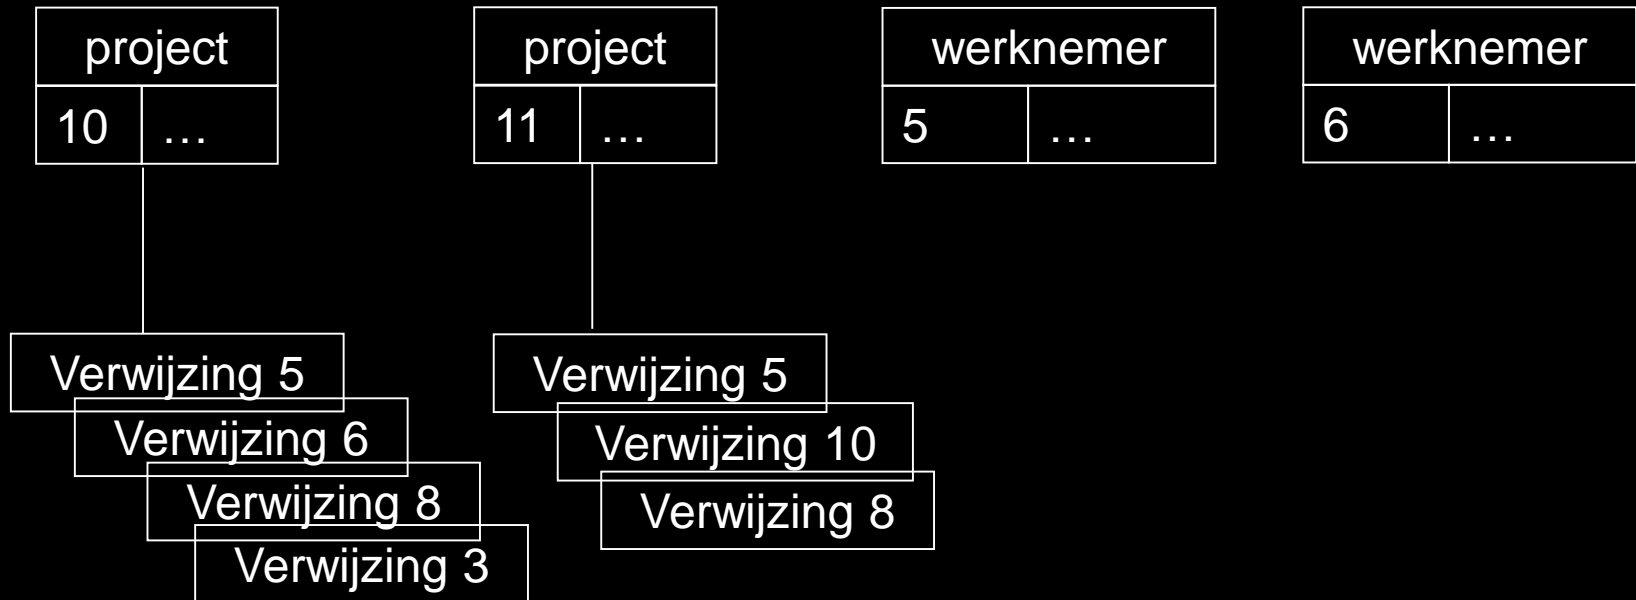 project project werknemer werknemer
10 … 11 … 5 … 6 …
Verwijzing 5 Verwijzing 5
Verwijzing 6 Verwijzing 10
Verwijzing 8 Verwijzing 8
Verwijzing 3